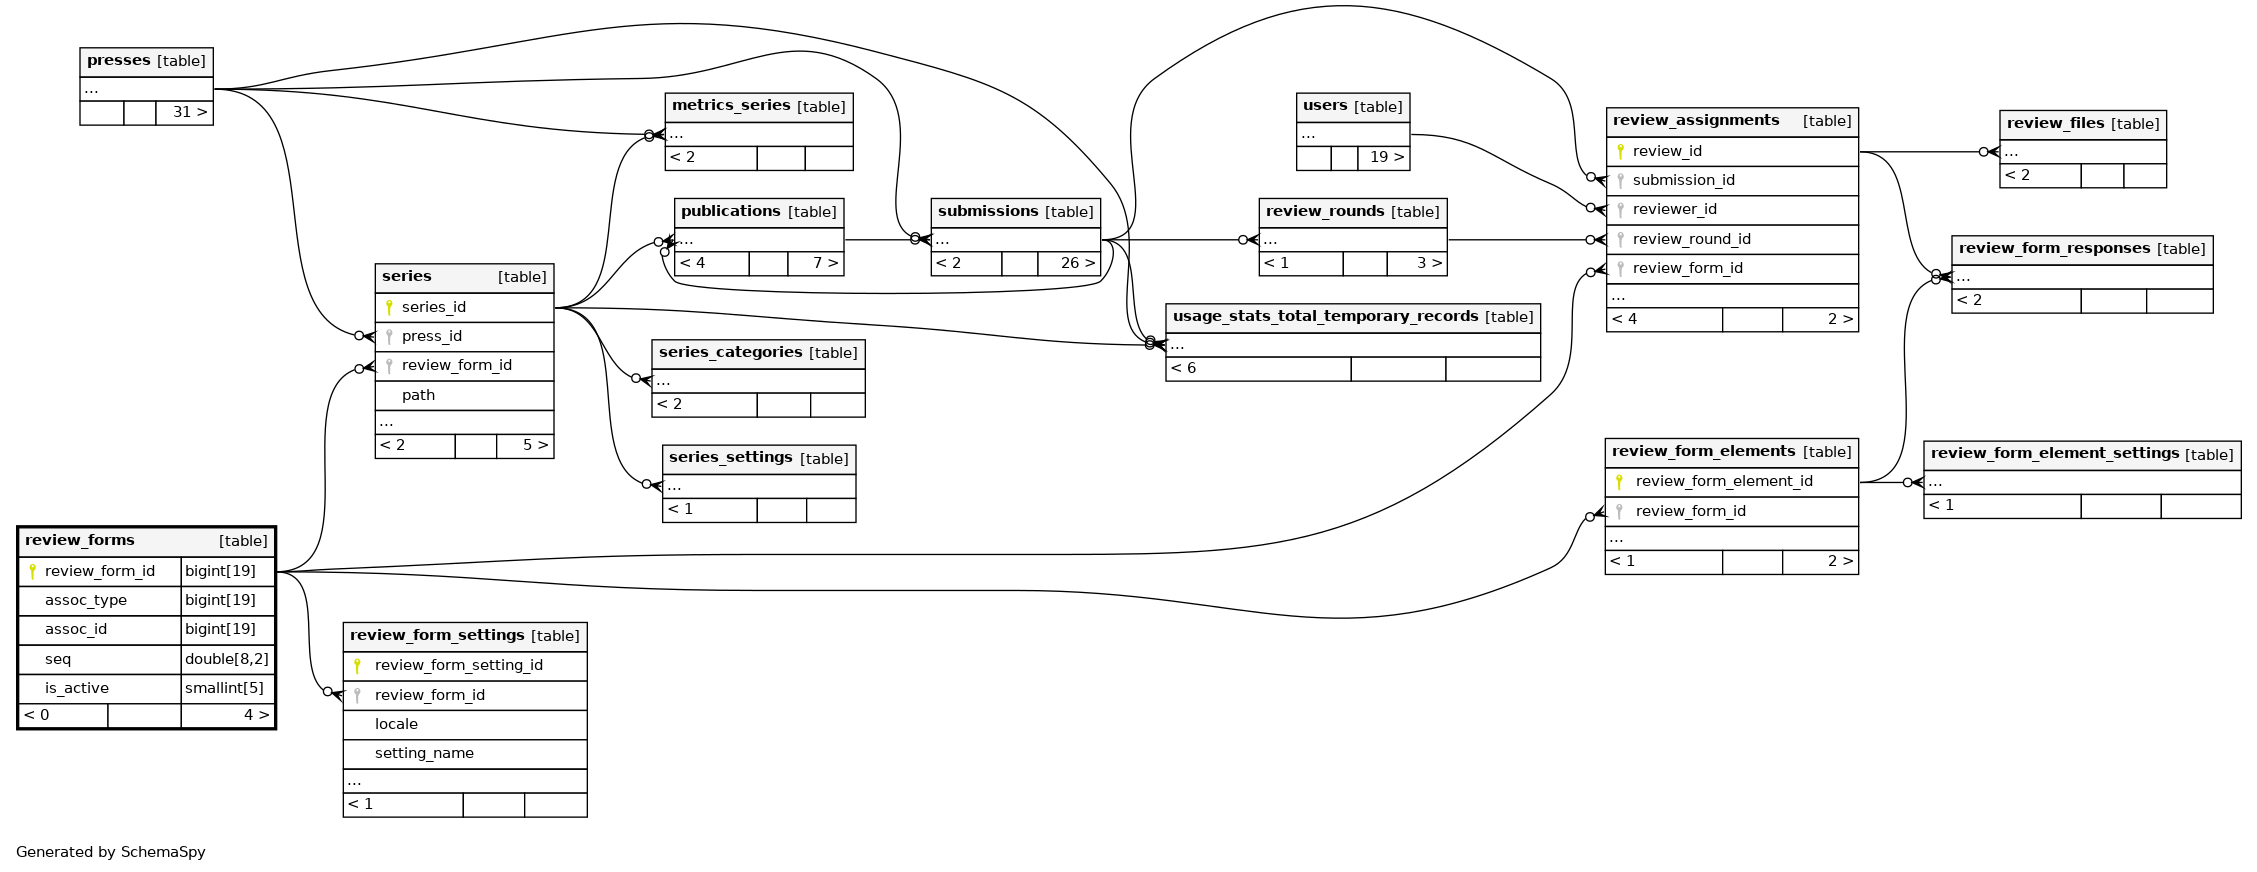 presses [table]
...
31 >
metrics_series [table]
...
< 2
users [table]
...
19 >
review_assignments [table]
review_id
submission_id
reviewer_id
review_round_id
review_form_id
...
< 4 2 >
review_files [table]
...
< 2
publications [table]
...
< 4 7 >
submissions [table]
...
< 2 26 >
review_rounds [table]
...
< 1 3 >
review_form_responses [table]
...
< 2
series [table]
series_id
press_id
review_form_id
path
...
< 2 5 >
usage_stats_total_temporary_records [table]
...
< 6
series_categories [table]
...
< 2
series_settings [table]
...
< 1
review_form_elements [table]
review_form_element_id
review_form_id
...
< 1 2 >
review_form_element_settings [table]
...
< 1
review_forms [table]
review_form_id bigint[19]
assoc_type bigint[19]
assoc_id bigint[19]
seq double[8,2]
is_active smallint[5]
< 0 4 >
review_form_settings [table]
review_form_setting_id
review_form_id
locale
setting_name
...
< 1
Generated by SchemaSpy